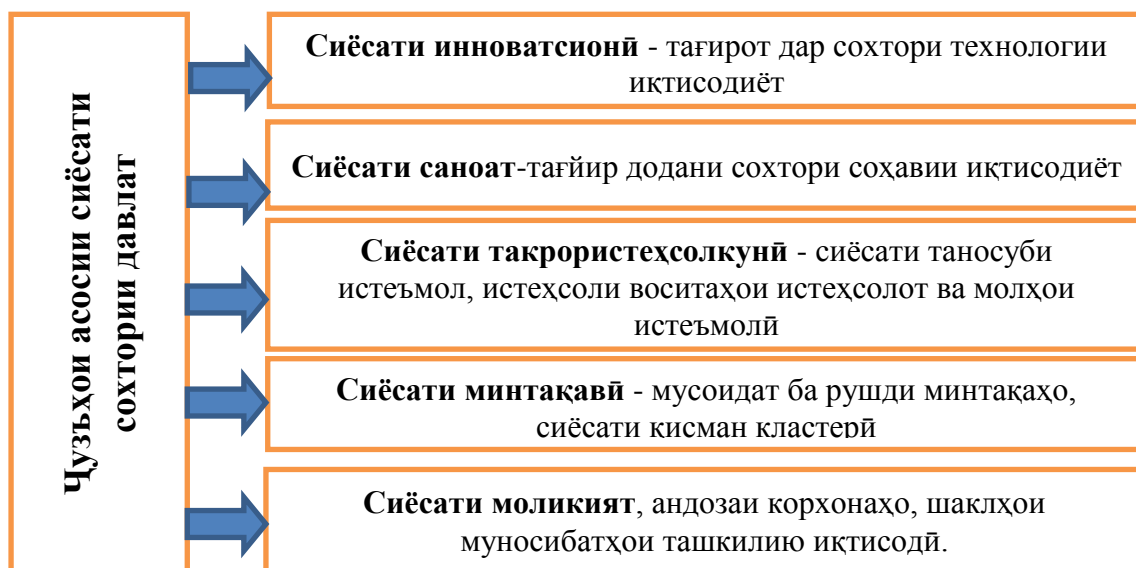 Ҷузъҳои асосии сиёсати
сохтории давлат
Сиёсати инноватсионӣ - тағирот дар сохтори технологии
иқтисодиёт
Сиёсати саноат-тағйир додани сохтори соҳавии иқтисодиёт
Сиёсати такрористеҳсолкунӣ - сиёсати таносуби
истеъмол, истеҳсоли воситаҳои истеҳсолот ва молҳои
истеъмолӣ
Сиёсати минтақавӣ - мусоидат ба рушди минтақаҳо,
сиёсати қисман кластерӣ
Сиёсати моликият, андозаи корхонаҳо, шаклҳои
муносибатҳои ташкилию иқтисодӣ.